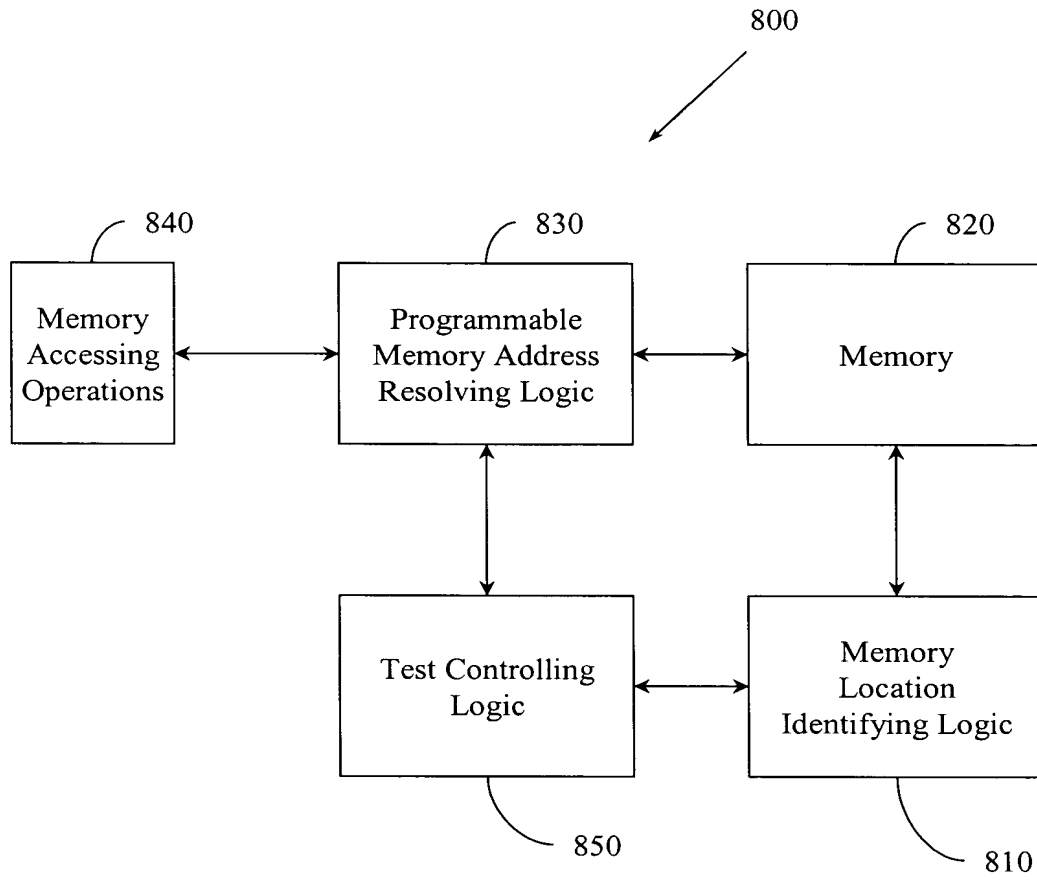 800
840
830
820
Memory
Accessing
Operations
Programmable
Memory Address
Resolving Logic
Memory
Test Controlling
Logic
Memory
Location
Identifying Logic
850
810